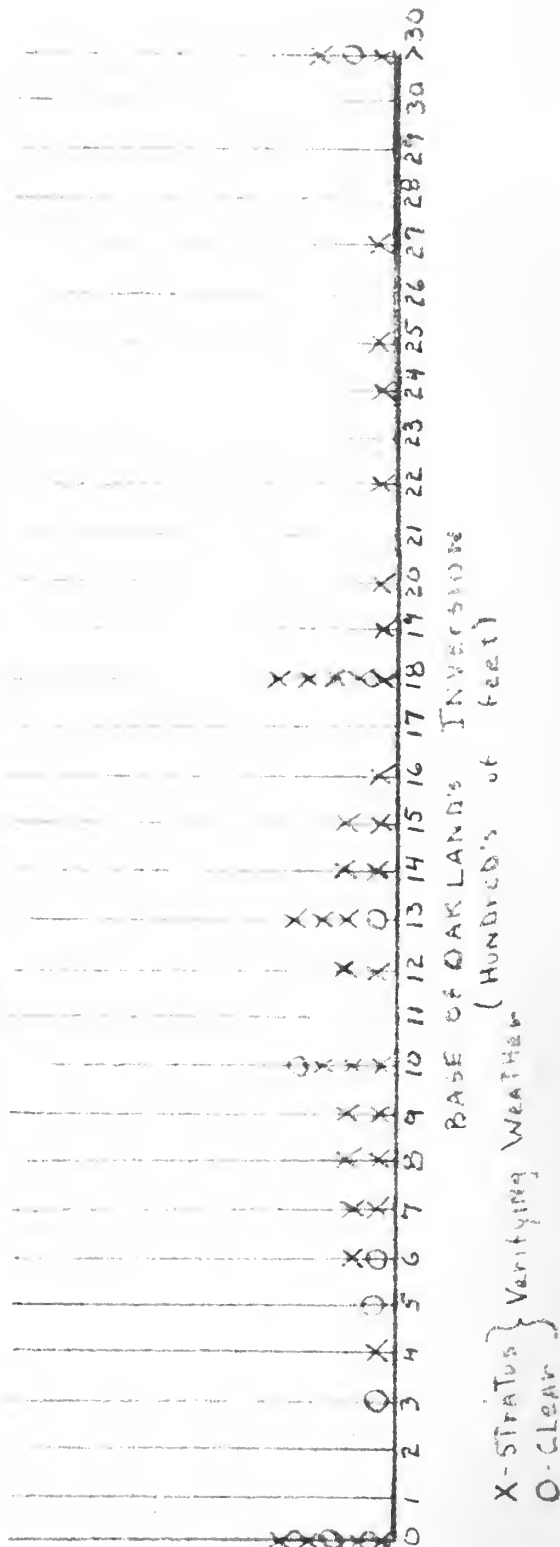 0 1 2 3 4 5 6 7 8 9 10 11 12 13 14 15 16 17 18 19 20 21 22 23 24 25 26 27 28 29 30 >30
BASE OF OAKLAND'S INVERSION
(HUNDRED'S of feet)
X-STRATUS } Verifying Weather
O-CLEAR